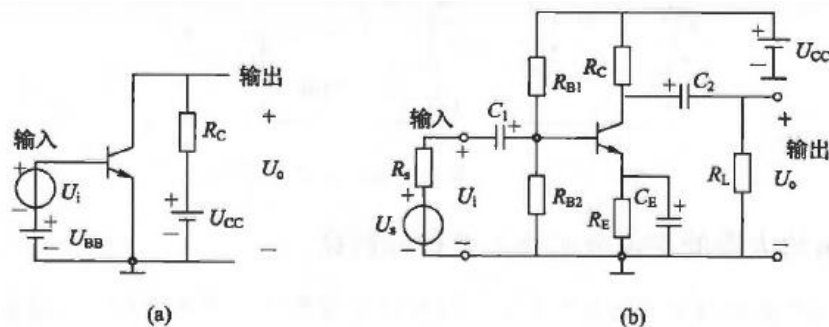 输出
输入
+
R_C
+
−
U_i
U_o
+
−
U_BB
+
−
U_CC
−
(a)
+
−
U_CC
R_B1
R_C
+
C_2
输入
C_1
+
+
输出
R_s
+
U_i
R_B2
R_E
C_E
+
R_L
U_o
+
U_s
−
−
−
(b)